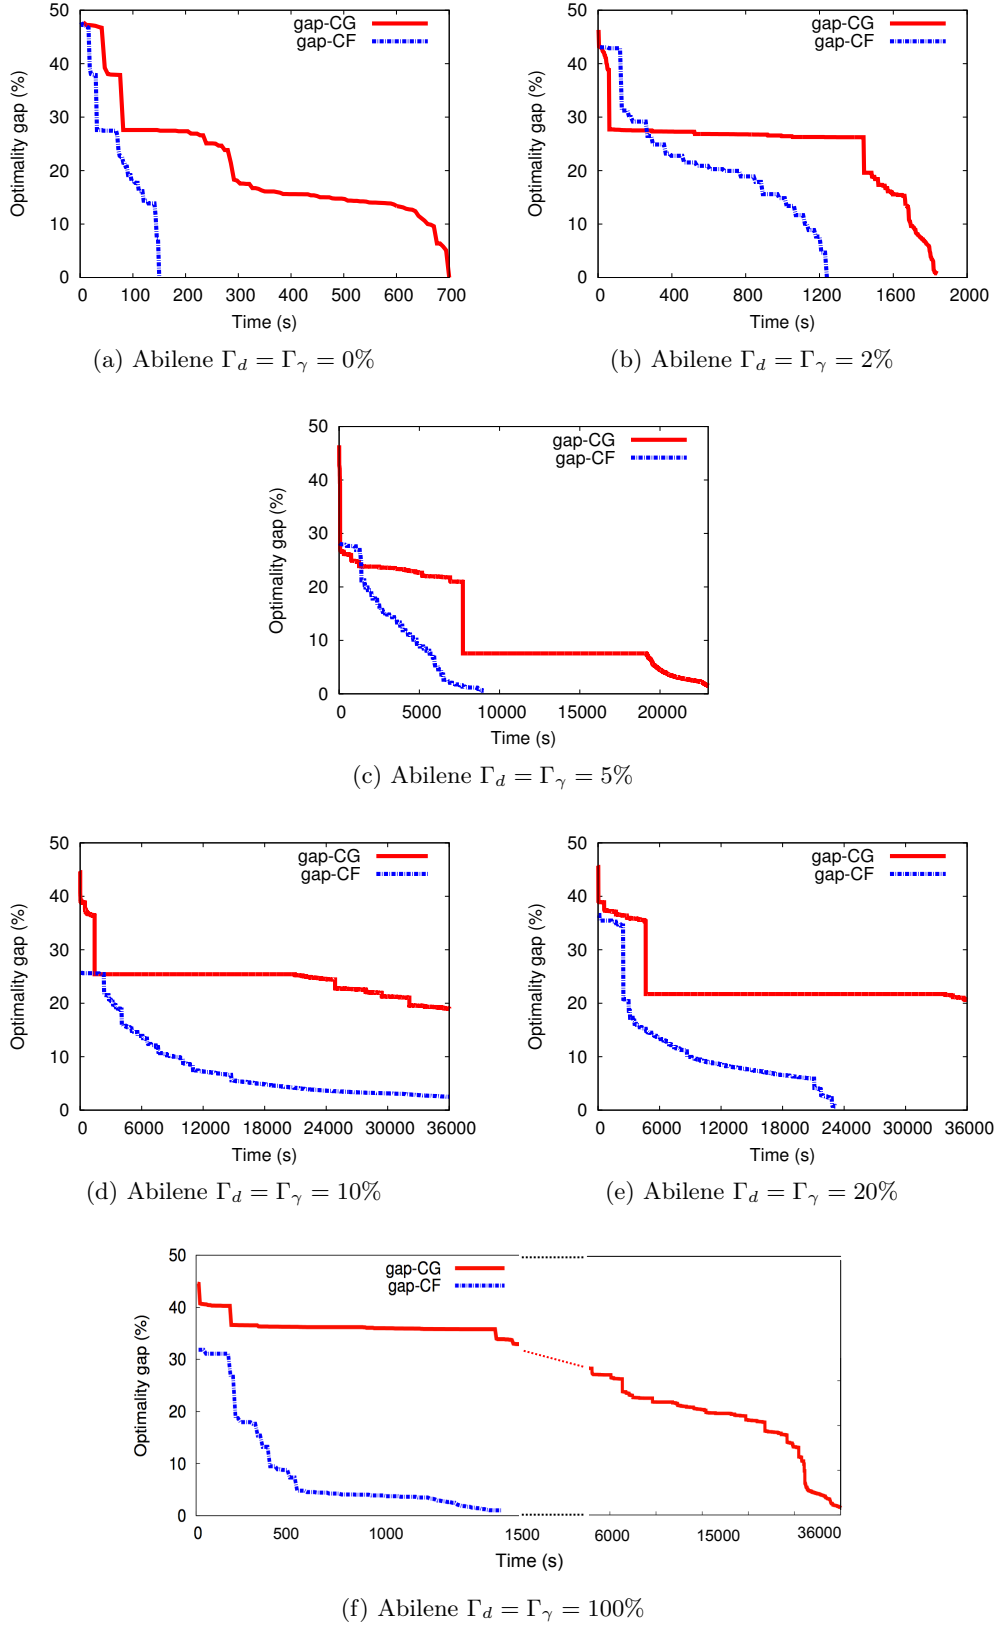 50
40
30
20
10
0
Optimality gap (%)
gap-CG
gap-CF
0 100 200 300 400 500 600 700
Time (s)
(a) Abilene Γd = Γγ = 0%
50
40
30
20
10
0
Optimality gap (%)
gap-CG
gap-CF
0 400 800 1200 1600 2000
Time (s)
(b) Abilene Γd = Γγ = 2%
50
40
30
20
10
0
Optimality gap (%)
gap-CG
gap-CF
0 5000 10000 15000 20000
Time (s)
(c) Abilene Γd = Γγ = 5%
50
40
30
20
10
0
Optimality gap (%)
gap-CG
gap-CF
0 6000 12000 18000 24000 30000 36000
Time (s)
(d) Abilene Γd = Γγ = 10%
50
40
30
20
10
0
Optimality gap (%)
gap-CG
gap-CF
0 6000 12000 18000 24000 30000 36000
Time (s)
(e) Abilene Γd = Γγ = 20%
50
40
30
20
10
0
Optimality gap (%)
gap-CG
gap-CF
0 500 1000 1500 6000 15000 36000
Time (s)
(f) Abilene Γd = Γγ = 100%